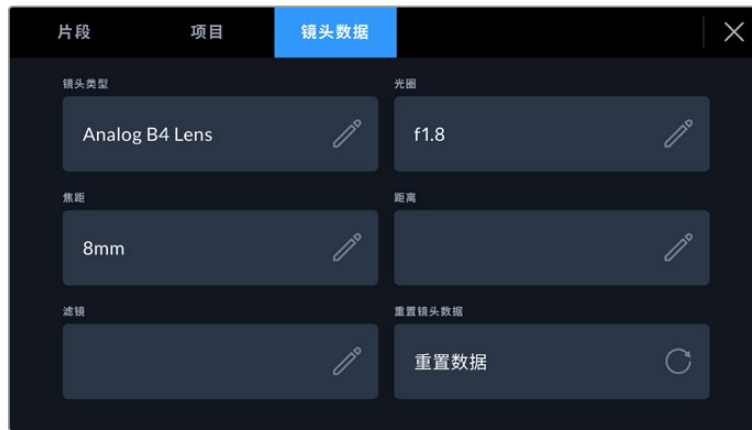 片段 项目 镜头数据
镜头类型 光圈
Analog B4 Lens f1.8
焦距 距离
8mm
滤镜 重置镜头数据
重置数据